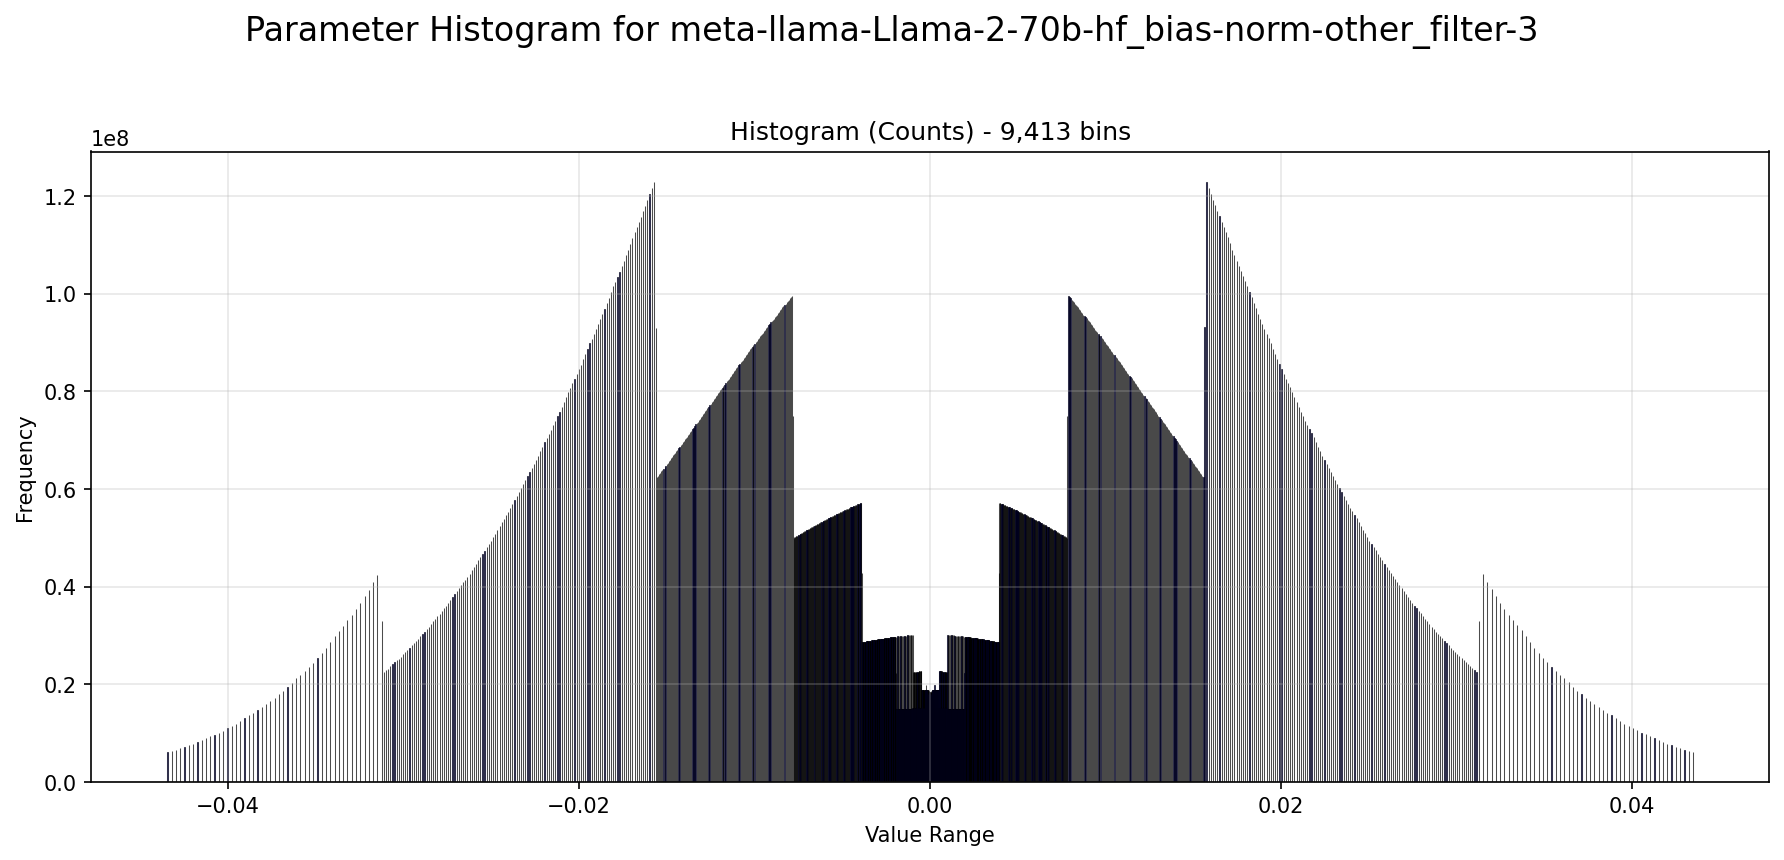 Parameter Histogram for meta-llama-Llama-2-70b-hf_bias-norm-other_filter-3
Histogram (Counts) - 9,413 bins
1e8
1.2
1.0
0.8
0.6
0.4
0.2
0.0
Frequency
−0.04 −0.02 0.00 0.02 0.04
Value Range